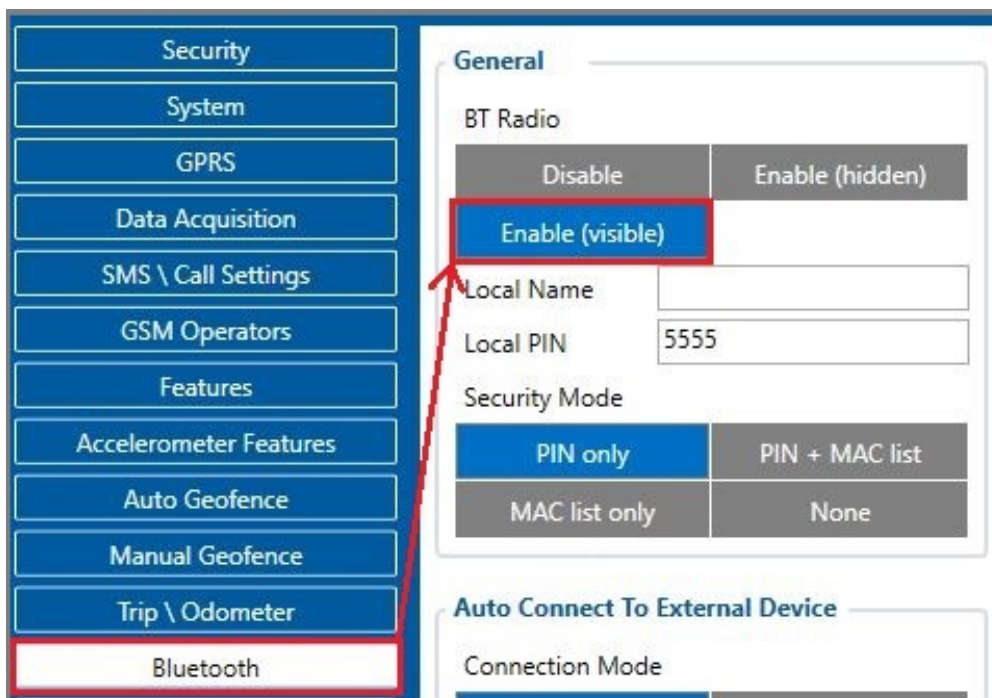 Security
System
GPRS
Data Acquisition
SMS \ Call Settings
GSM Operators
Features
Accelerometer Features
Auto Geofence
Manual Geofence
Trip \ Odometer
Bluetooth
General
BT Radio
Disable Enable (hidden)
Enable (visible)
Local Name
Local PIN 5555
Security Mode
PIN only PIN + MAC list
MAC list only None
Auto Connect To External Device
Connection Mode